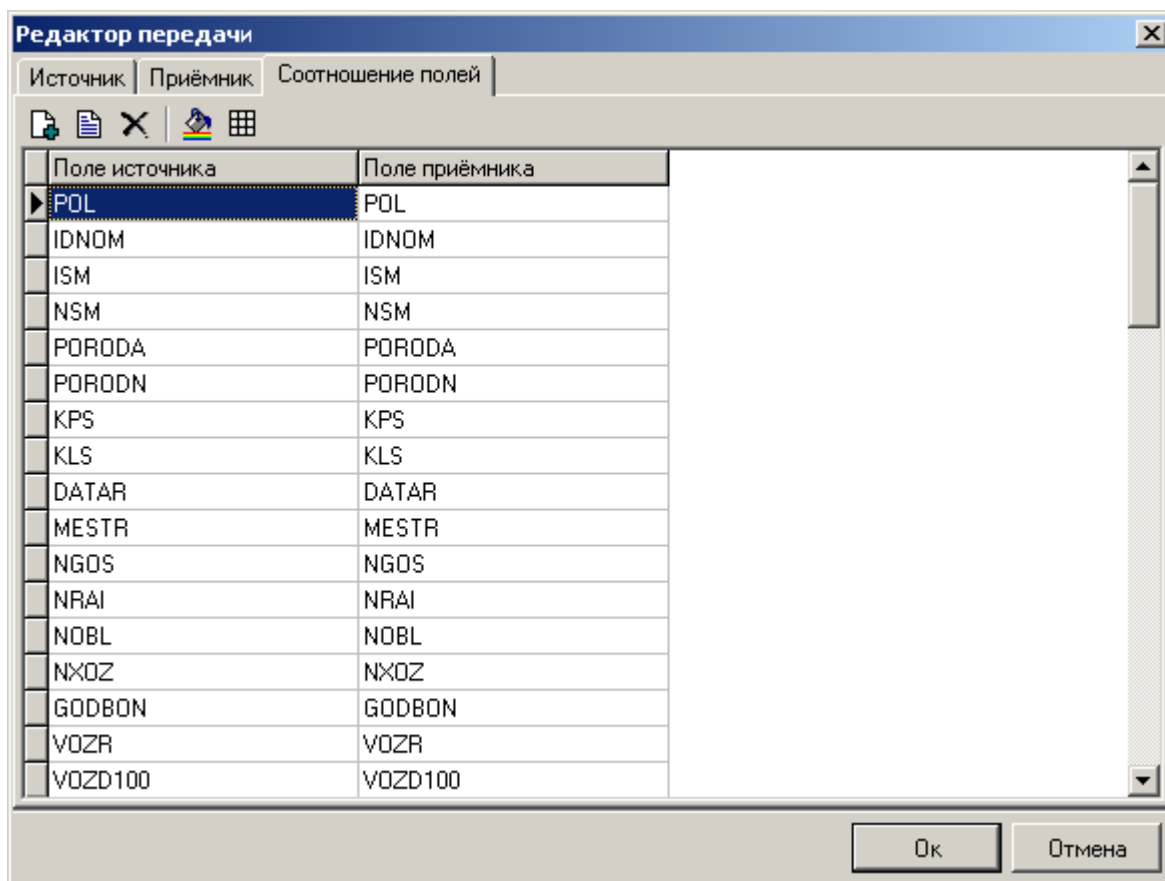 Редактор передачи
Источник Приёмник Соотношение полей
Поле источника Поле приёмника
POL POL
IDNOM IDNOM
ISM ISM
NSM NSM
PORODA PORODA
PORODN PORODN
KPS KPS
KLS KLS
DATAR DATAR
MESTR MESTR
NGOS NGOS
NRAI NRAI
NOBL NOBL
NXOZ NXOZ
GODBON GODBON
VOZR VOZR
VOZD100 VOZD100
Ок Отмена